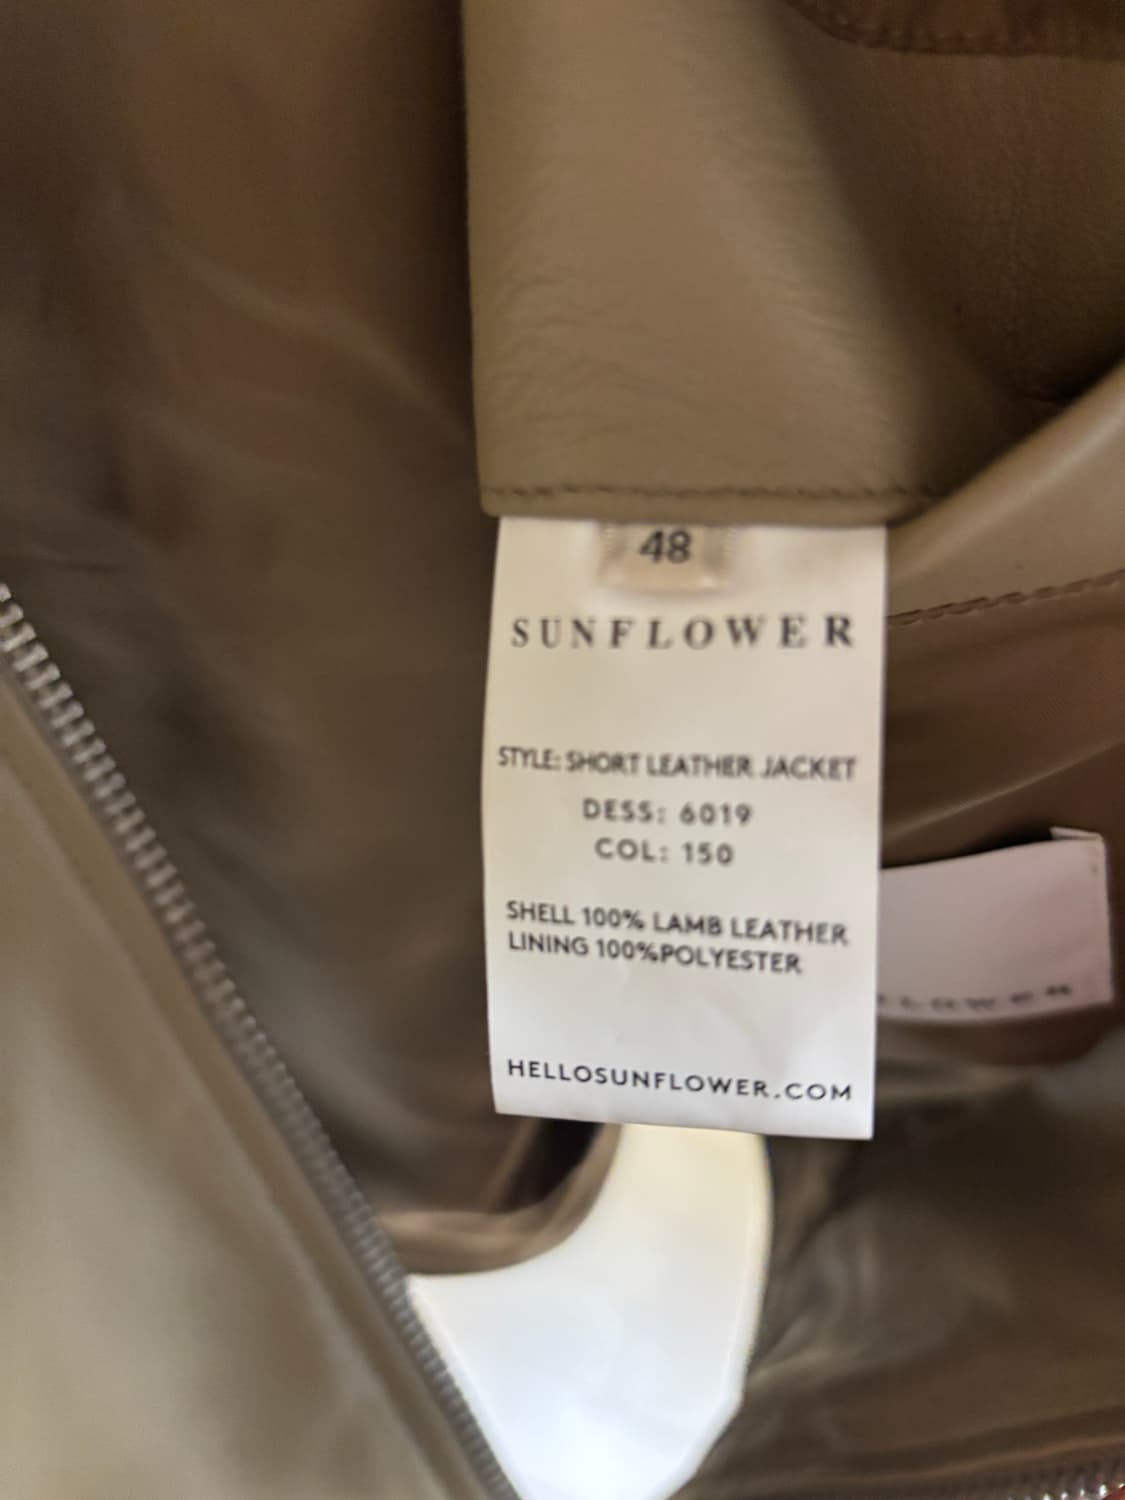 48
SUNFLOWER
STYLE: SHORT LEATHER JACKET
DESS: 6019
COL: 150
SHELL 100% LAMB LEATHER
LINING 100%POLYESTER
HELLOSUNFLOWER.COM